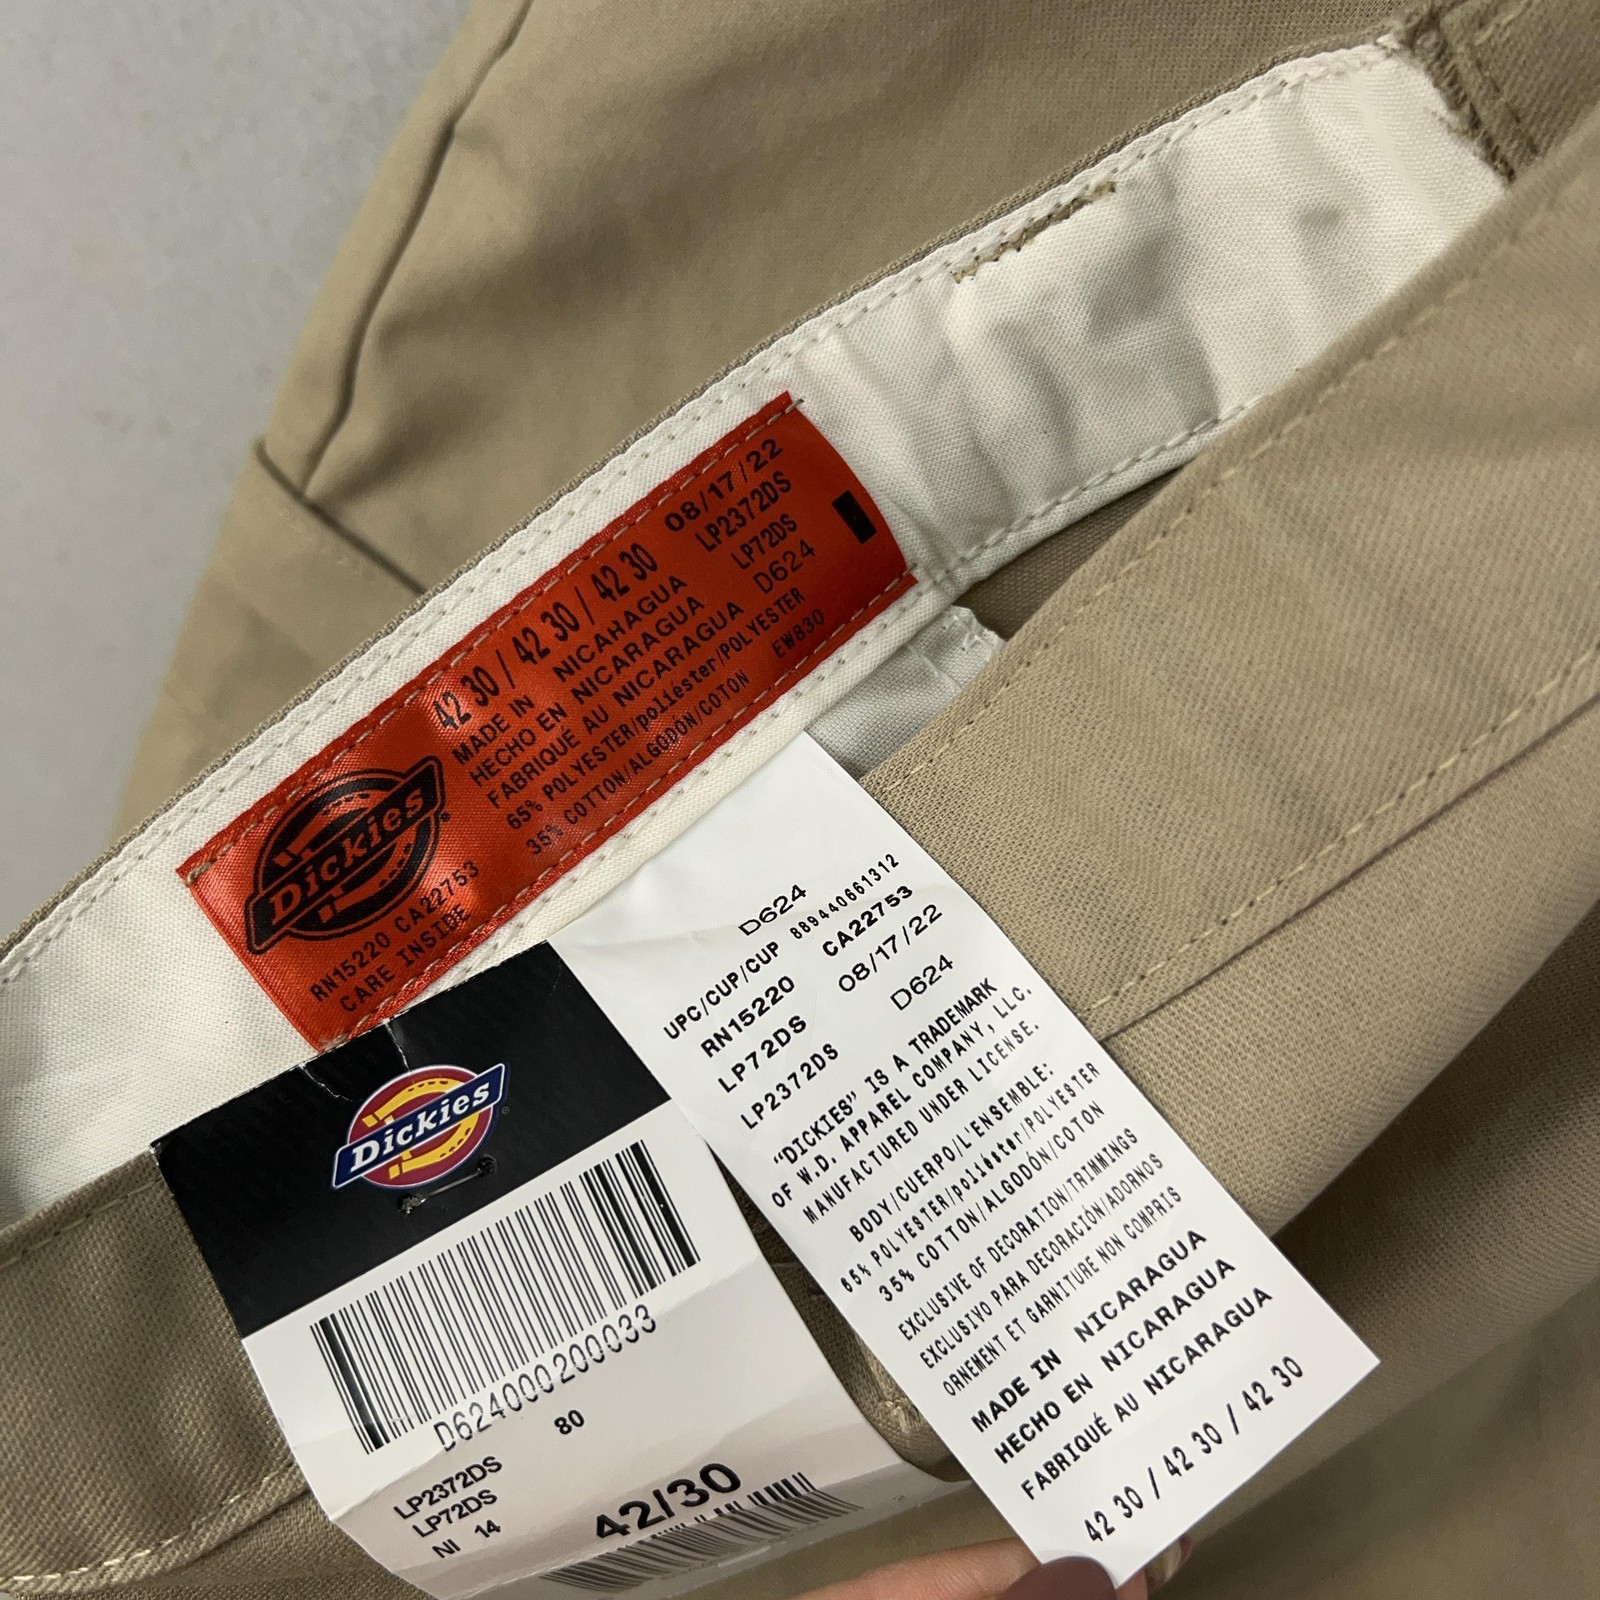 42 30 / 42 30 / 42 30 08/17/22
MADE IN NICARAGUA LP2372DS
HECHO EN NICARAGUA LP72DS
FABRIQUÉ AU NICARAGUA D624
65% POLYESTER/poliéster/POLYESTER
35% COTTON/ALGODÓN/COTON EW830
Dickies
RN15220 CA22753
CARE INSIDE
Dickies
D624000200033
80
LP2372DS
LP72DS
NI 14
42/30
D624
UPC/CUP/CUP 889440661312
RN15220 CA22753
LP72DS 08/17/22
LP2372DS D624
"DICKIES" IS A TRADEMARK
OF W.D. APPAREL COMPANY, LLC.
MANUFACTURED UNDER LICENSE.
BODY/CUERPO/L'ENSEMBLE:
65% POLYESTER/poliéster/POLYESTER
35% COTTON/ALGODÓN/COTON
EXCLUSIVE OF DECORATION/TRIMMINGS
EXCLUSIVO PARA DECORACIÓN/ADORNOS
ORNEMENT ET GARNITURE NON COMPRIS
MADE IN NICARAGUA
HECHO EN NICARAGUA
FABRIQUÉ AU NICARAGUA
42 30 / 42 30 / 42 30